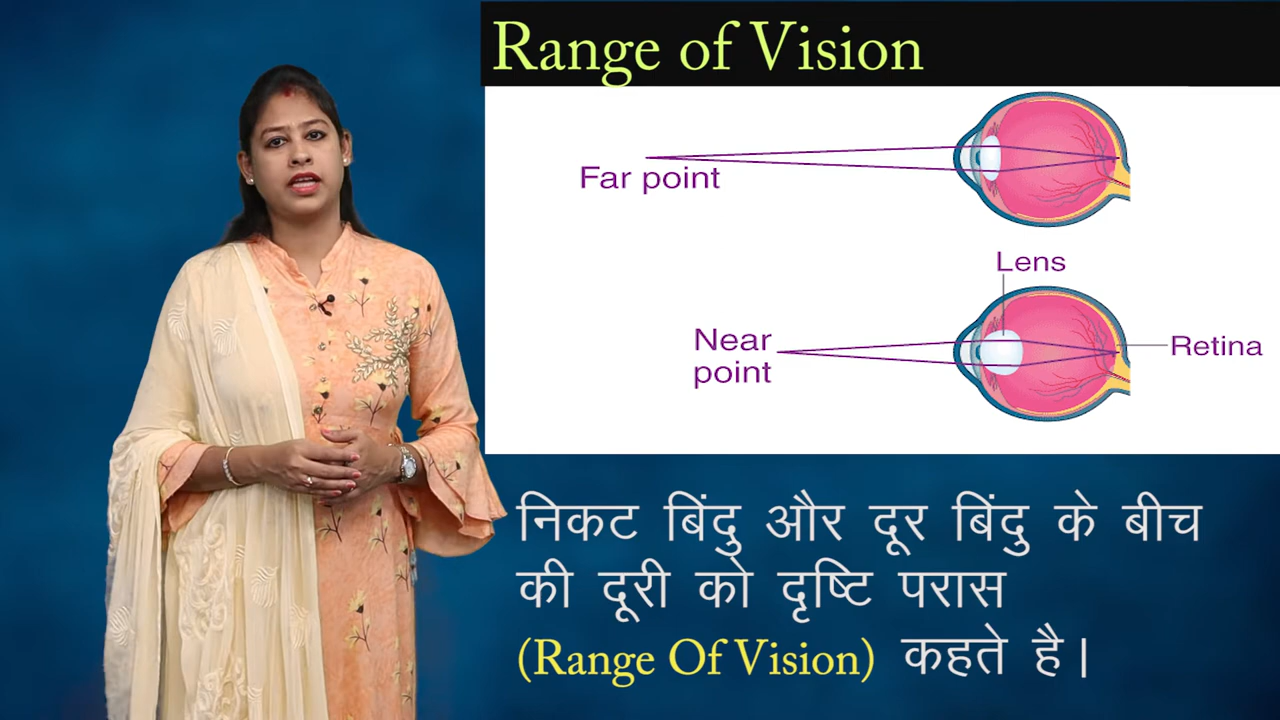 Range of Vision
Far point
Lens
Near
point
Retina
निकट बिंदु और दूर बिंदु के बीच
की दूरी को दृष्टि परास
(Range Of Vision) कहते है।